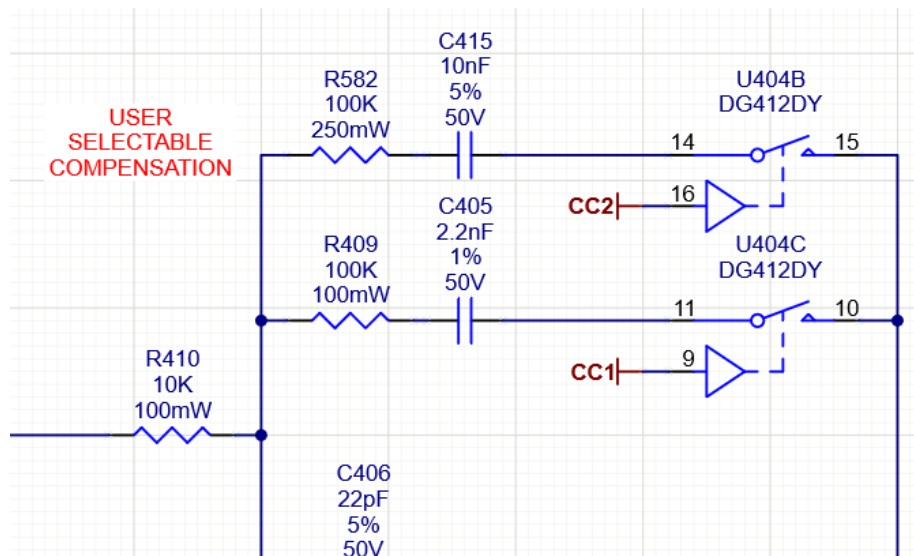 C415
10nF
5%
50V
R582
100K
250mW
U404B
DG412DY
USER
SELECTABLE
COMPENSATION
14
15
CC2
16
C405
2.2nF
1%
50V
R409
100K
100mW
U404C
DG412DY
11
10
CC1
9
R410
10K
100mW
C406
22pF
5%
50V